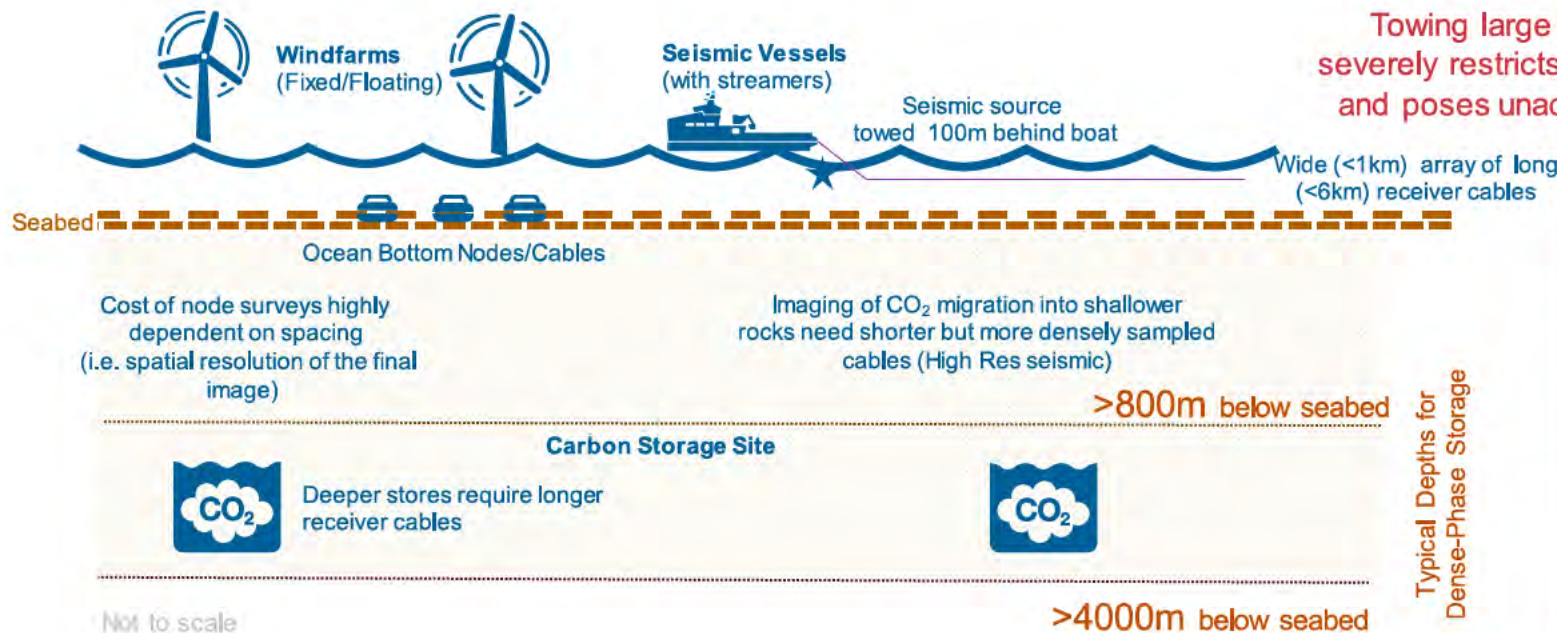 Towing large
severely restricts
and poses unac
Windfarms
(Fixed/Floating)
Seismic Vessels
(with streamers)
Seismic source
towed 100m behind boat
Wide (<1km) array of long
(<6km) receiver cables
Seabed
Ocean Bottom Nodes/Cables
Cost of node surveys highly
dependent on spacing
(i.e. spatial resolution of the final
image)
Imaging of CO₂ migration into shallower
rocks need shorter but more densely sampled
cables (High Res seismic)
>800m below seabed
Carbon Storage Site
CO₂
Deeper stores require longer
receiver cables
CO₂
Typical Depths for
Dense-Phase Storage
Not to scale
>4000m below seabed